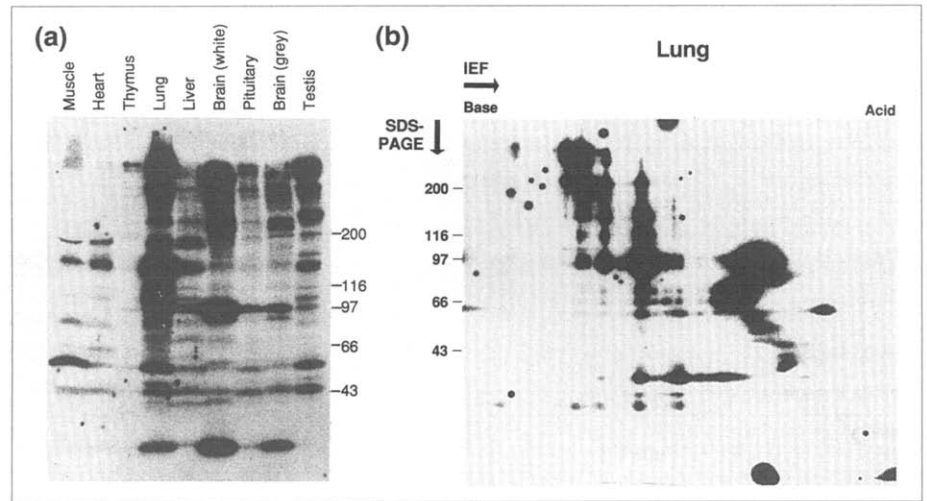 (a)
Muscle
Heart
Thymus
Lung
Liver
Brain (white)
Pituitary
Brain (grey)
Testis
200
116
97
66
43
(b)
Lung
IEF
Base
Acid
SDS-
PAGE
200
116
97
66
43